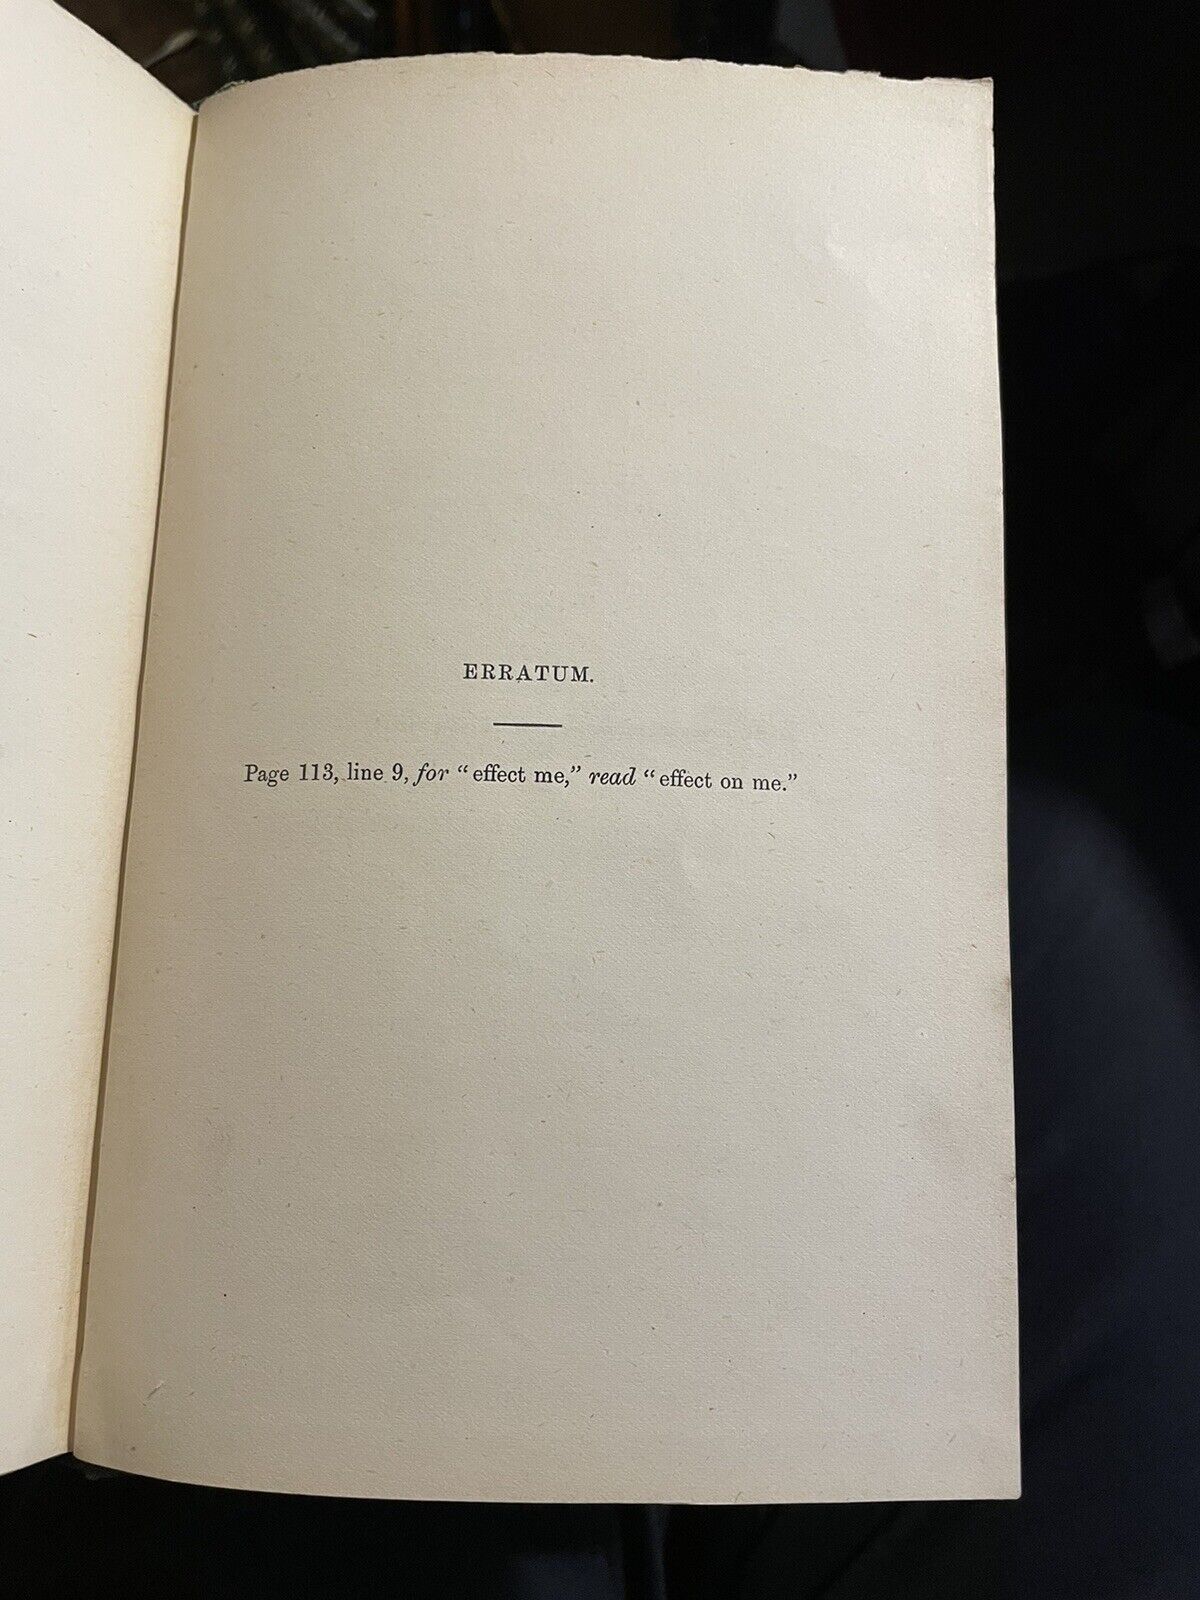 ERRATUM.
Page 113, line 9, for “effect me,” read “effect on me.”